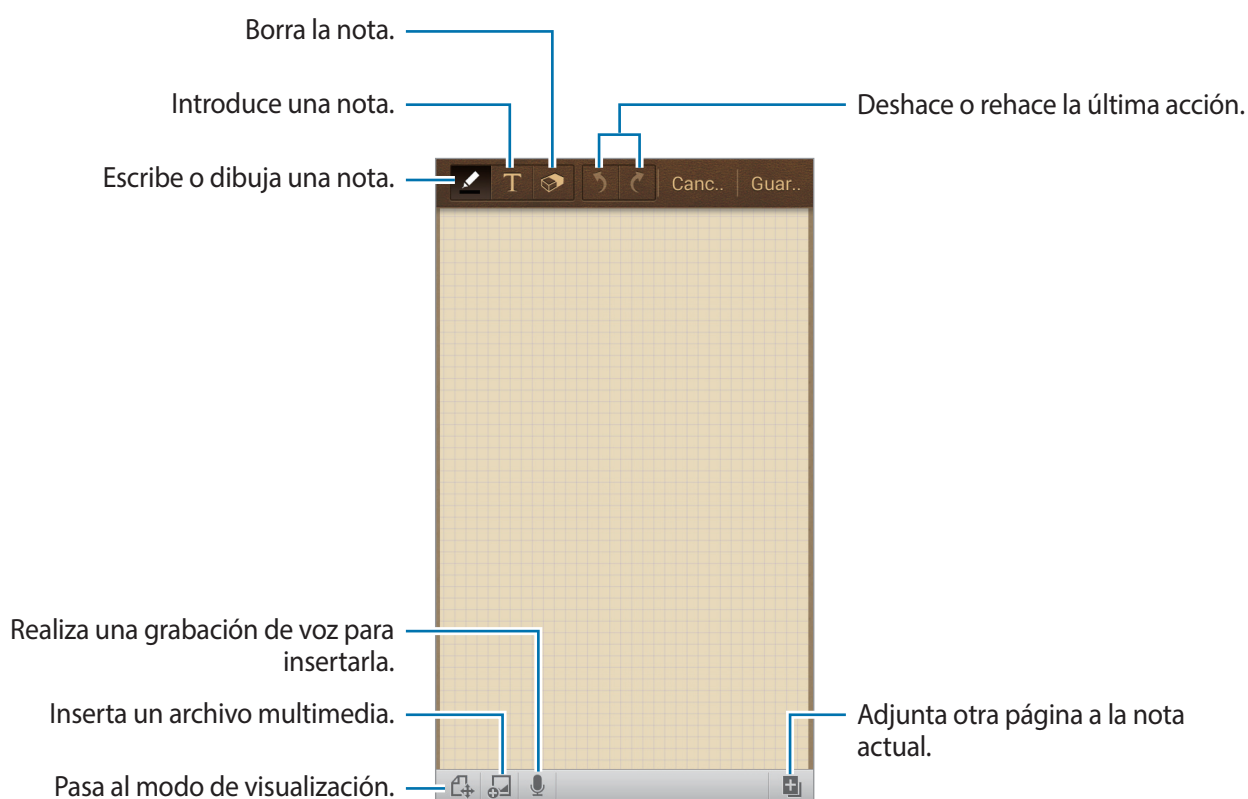 Borra la nota.
Introduce una nota.
Deshace o rehace la última acción.
Escribe o dibuja una nota.
T
Canc..
Guar..
Realiza una grabación de voz para
insertarla.
Inserta un archivo multimedia.
Adjunta otra página a la nota
actual.
Pasa al modo de visualización.